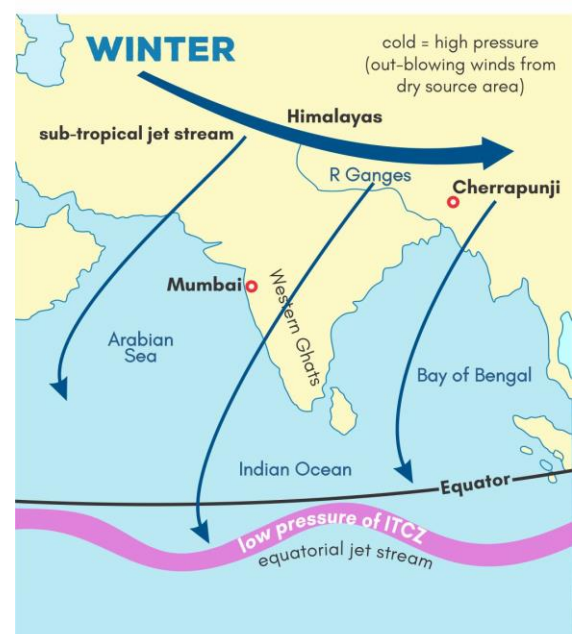 WINTER
cold = high pressure
(out-blowing winds from
dry source area)
Himalayas
sub-tropical jet stream
R Ganges
Cherrapunji
Mumbai
Western Ghats
Arabian
Sea
Bay of Bengal
Indian Ocean
Equator
low pressure of ITCZ
equatorial jet stream